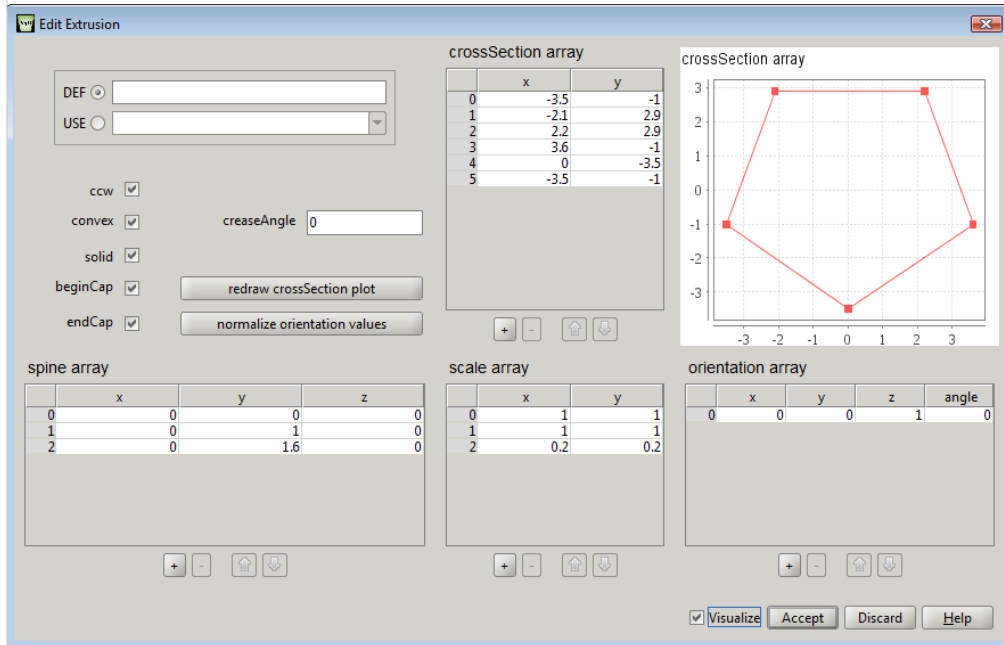 Edit Extrusion
DEF
USE
ccw
convex
solid
beginCap
endCap
creaseAngle 0
redraw crossSection plot
normalize orientation values
crossSection array
x y
0 -3.5 -1
1 -2.1 2.9
2 2.2 2.9
3 3.6 -1
4 0 -3.5
5 -3.5 -1
+ -
crossSection array
3
2
1
0
-1
-2
-3
-3 -2 -1 0 1 2 3
spine array
x y z
0 0 0 0
1 0 1 0
2 0 1.6 0
+ -
scale array
x y
0 1 1
1 1 1
2 0.2 0.2
+ -
orientation array
x y z angle
0 0 0 1 0
+ -
Visualize Accept Discard Help